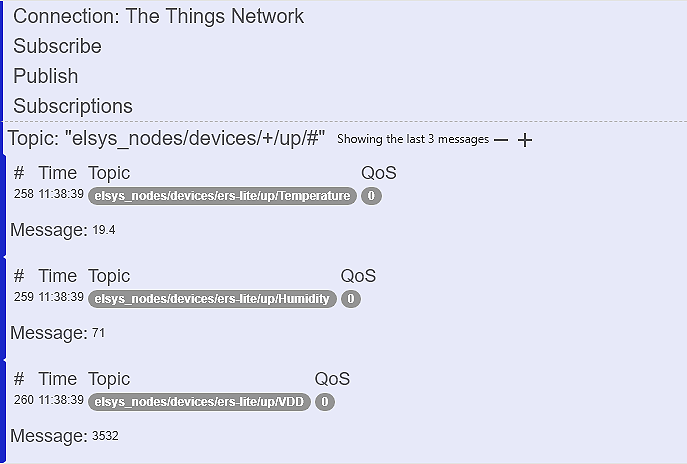 Connection: The Things Network
Subscribe
Publish
Subscriptions
Topic: "elsys_nodes/devices/+/up/#" Showing the last 3 messages — +
# Time Topic QoS
258 11:38:39 elsys_nodes/devices/ers-lite/up/Temperature 0
Message: 19.4
# Time Topic QoS
259 11:38:39 elsys_nodes/devices/ers-lite/up/Humidity 0
Message: 71
# Time Topic QoS
260 11:38:39 elsys_nodes/devices/ers-lite/up/VDD 0
Message: 3532